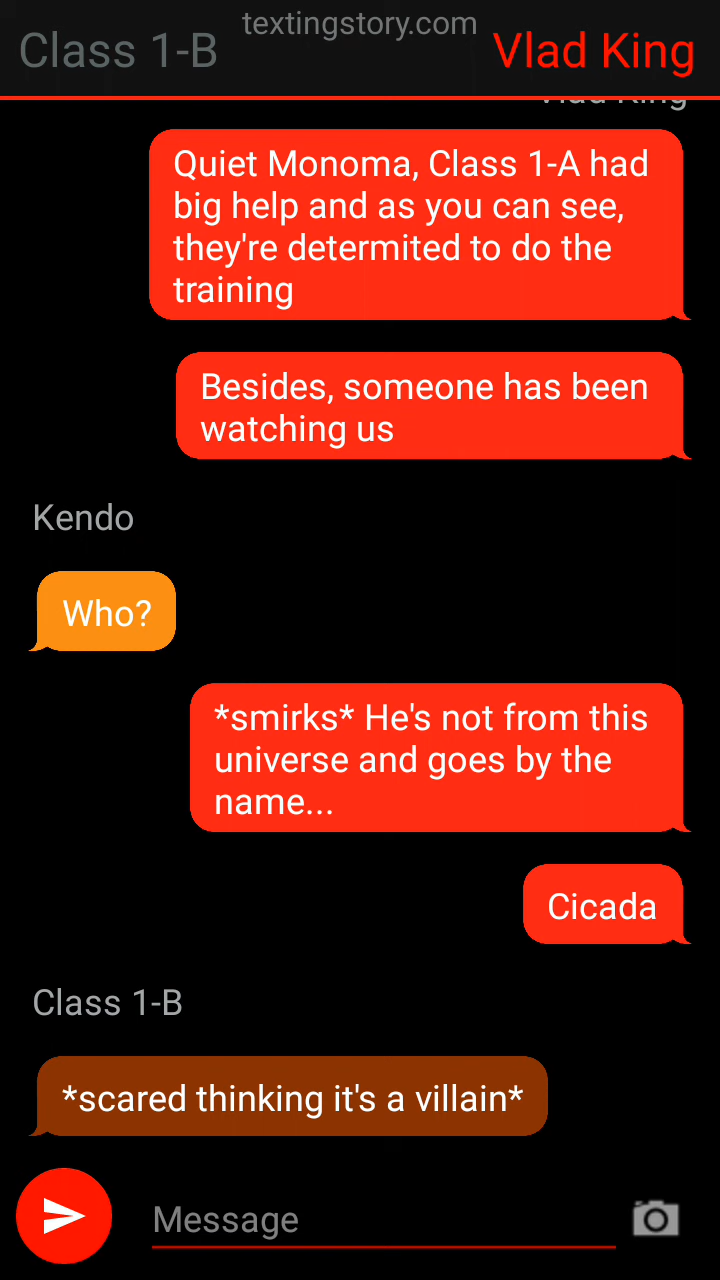 textingstory.com
Class 1-B
Vlad King
Vlad King
Quiet Monoma, Class 1-A had
big help and as you can see,
they're determited to do the
training
Besides, someone has been
watching us
Kendo
Who?
*smirks* He's not from this
universe and goes by the
name...
Cicada
Class 1-B
*scared thinking it's a villain*
Message